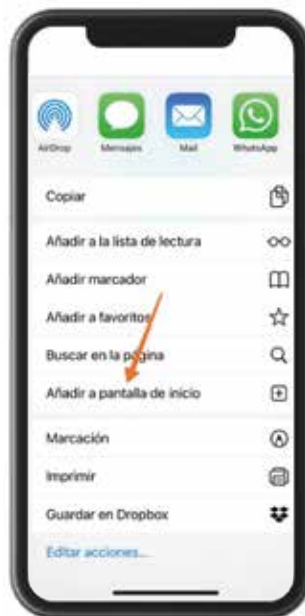 AirDrop Mensajes Mail WhatsApp
Copiar
Añadir a la lista de lectura
Añadir marcador
Añadir a favoritos
Buscar en la página
Añadir a pantalla de inicio
Marcación
Imprimir
Guardar en Dropbox
Editar acciones...